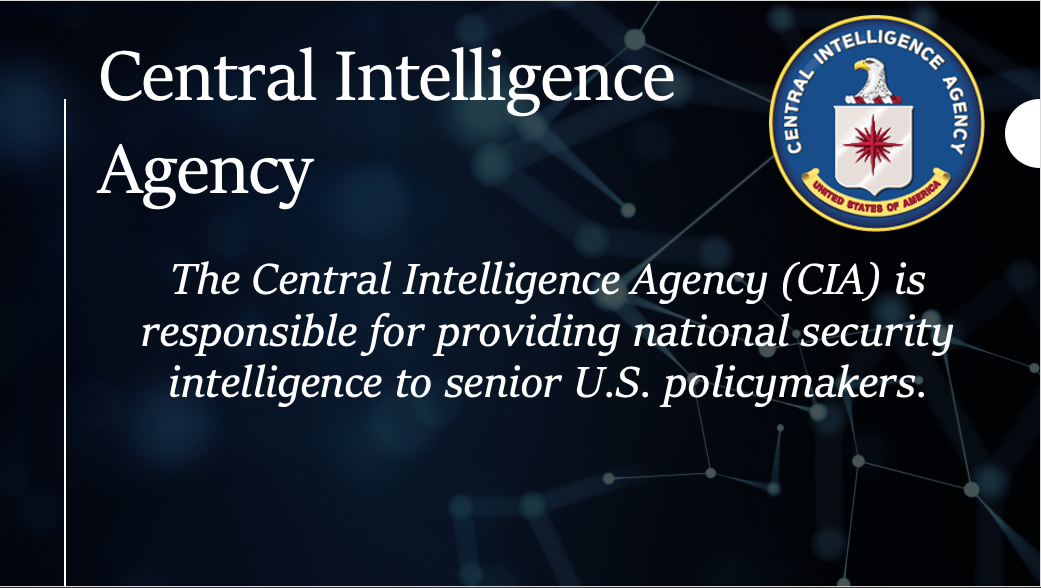 Central Intelligence
Agency
CENTRAL INTELLIGENCE AGENCY
UNITED STATES OF AMERICA
The Central Intelligence Agency (CIA) is
responsible for providing national security
intelligence to senior U.S. policymakers.